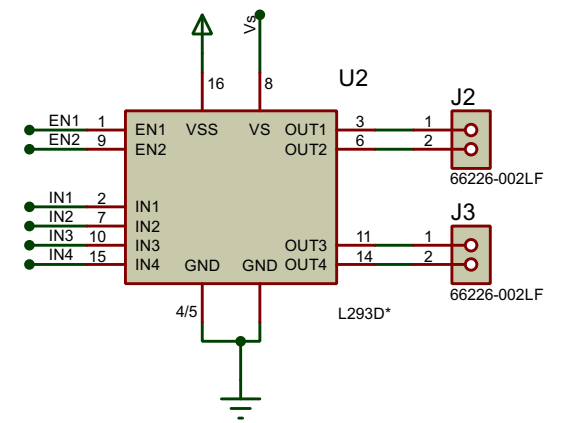 Vs
16 8 U2
J2
EN1 1 EN1 VSS VS OUT1 3 1
EN2 9 EN2 OUT2 6 2
66226-002LF
IN1 2 IN1
J3
IN2 7 IN2
IN3 10 IN3 OUT3 11 1
IN4 15 IN4 GND GND OUT4 14 2
66226-002LF
4/5 L293D*